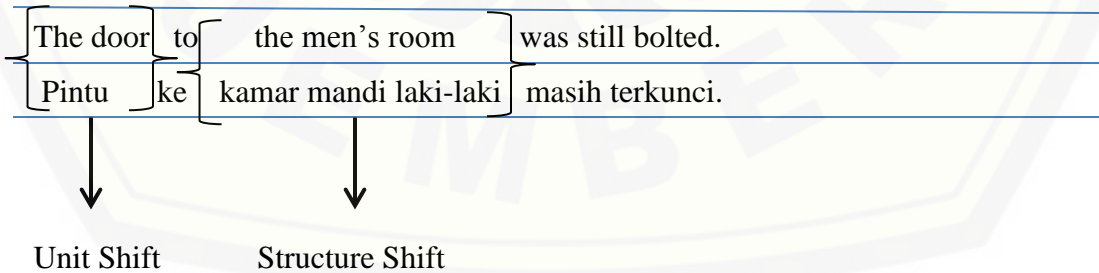 The door to the men’s room was still bolted.
Pintu ke kamar mandi laki-laki masih terkunci.
Unit Shift Structure Shift